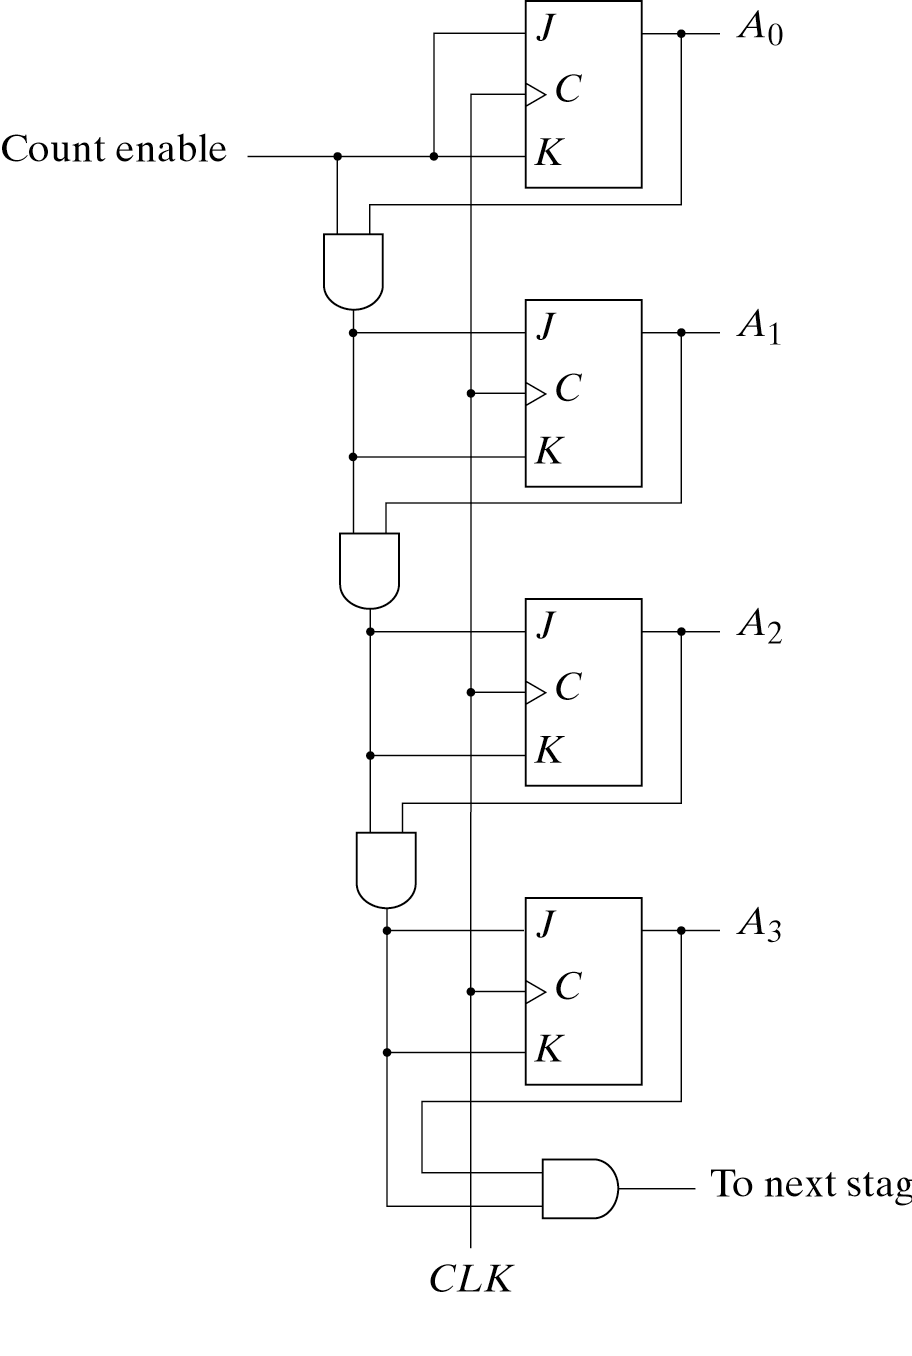 J A₀
C
Count enable K
J A₁
C
K
J A₂
C
K
J A₃
C
K
To next stag
CLK